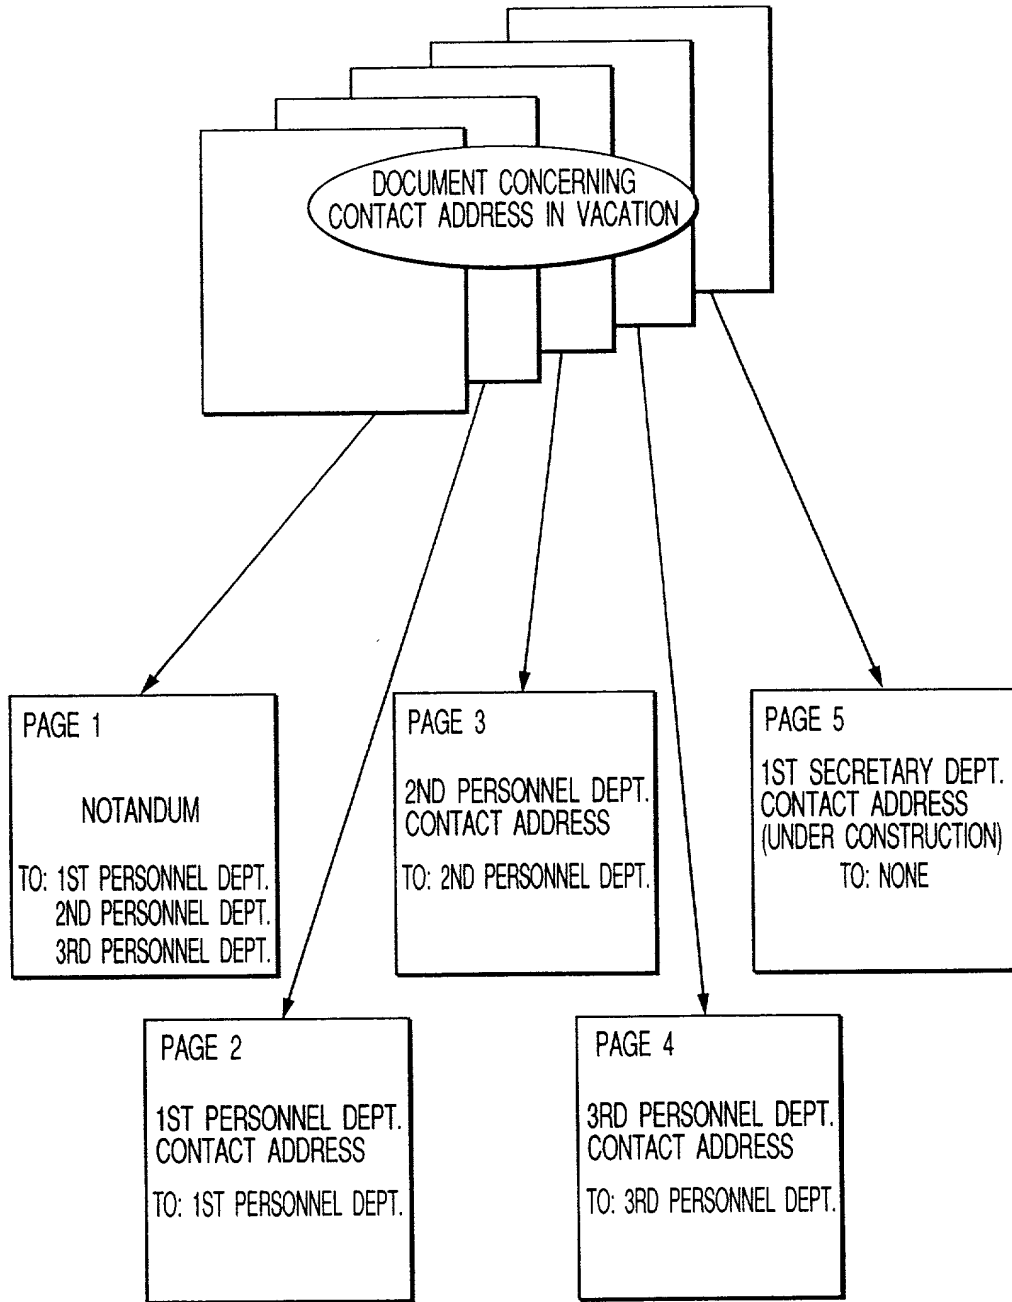 DOCUMENT CONCERNING
CONTACT ADDRESS IN VACATION
PAGE 1
NOTANDUM
TO: 1ST PERSONNEL DEPT.
2ND PERSONNEL DEPT.
3RD PERSONNEL DEPT.
PAGE 3
2ND PERSONNEL DEPT.
CONTACT ADDRESS
TO: 2ND PERSONNEL DEPT.
PAGE 5
1ST SECRETARY DEPT.
CONTACT ADDRESS
(UNDER CONSTRUCTION)
TO: NONE
PAGE 2
1ST PERSONNEL DEPT.
CONTACT ADDRESS
TO: 1ST PERSONNEL DEPT.
PAGE 4
3RD PERSONNEL DEPT.
CONTACT ADDRESS
TO: 3RD PERSONNEL DEPT.